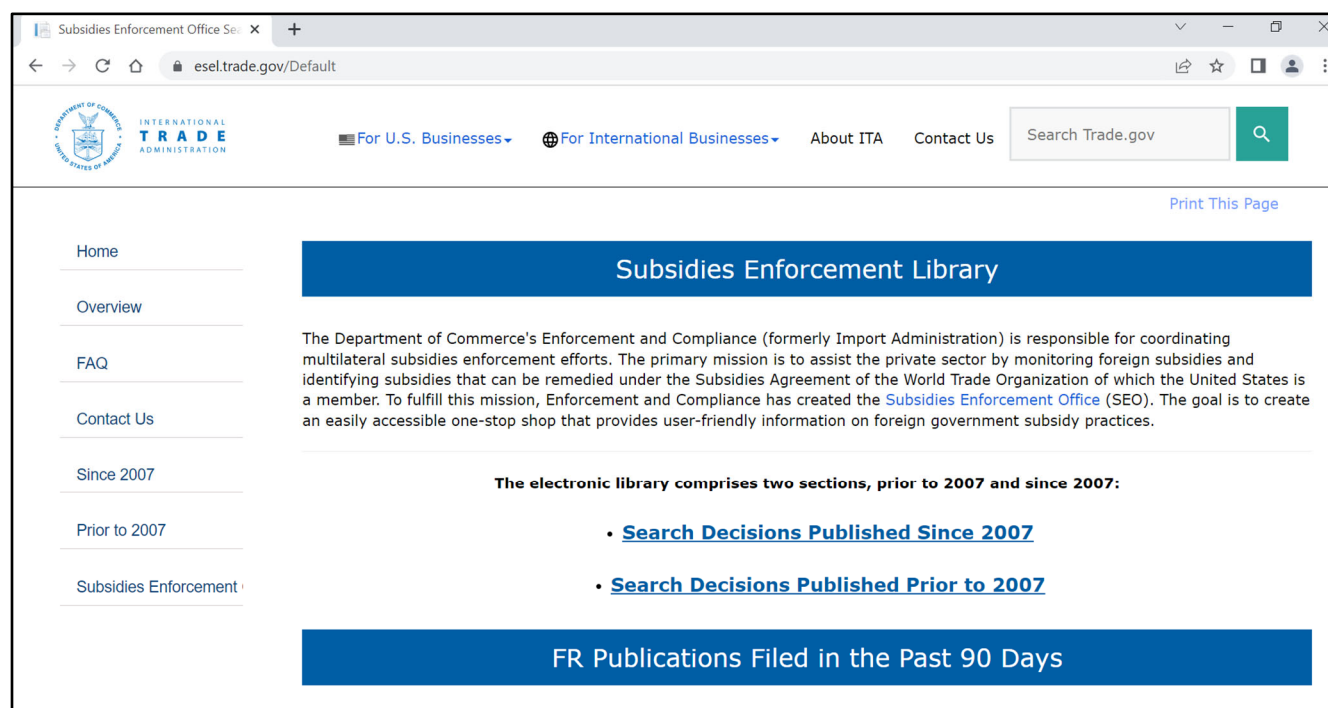 Subsidies Enforcement Office Sea
esel.trade.gov/Default
DEPARTMENT OF COMMERCE
UNITED STATES OF AMERICA
INTERNATIONAL
TRADE
ADMINISTRATION
For U.S. Businesses
For International Businesses
About ITA
Contact Us
Search Trade.gov
Print This Page
Home
Overview
FAQ
Contact Us
Since 2007
Prior to 2007
Subsidies Enforcement
Subsidies Enforcement Library
The Department of Commerce's Enforcement and Compliance (formerly Import Administration) is responsible for coordinating
multilateral subsidies enforcement efforts. The primary mission is to assist the private sector by monitoring foreign subsidies and
identifying subsidies that can be remedied under the Subsidies Agreement of the World Trade Organization of which the United States is
a member. To fulfill this mission, Enforcement and Compliance has created the Subsidies Enforcement Office (SEO). The goal is to create
an easily accessible one-stop shop that provides user-friendly information on foreign government subsidy practices.
The electronic library comprises two sections, prior to 2007 and since 2007:
• Search Decisions Published Since 2007
• Search Decisions Published Prior to 2007
FR Publications Filed in the Past 90 Days